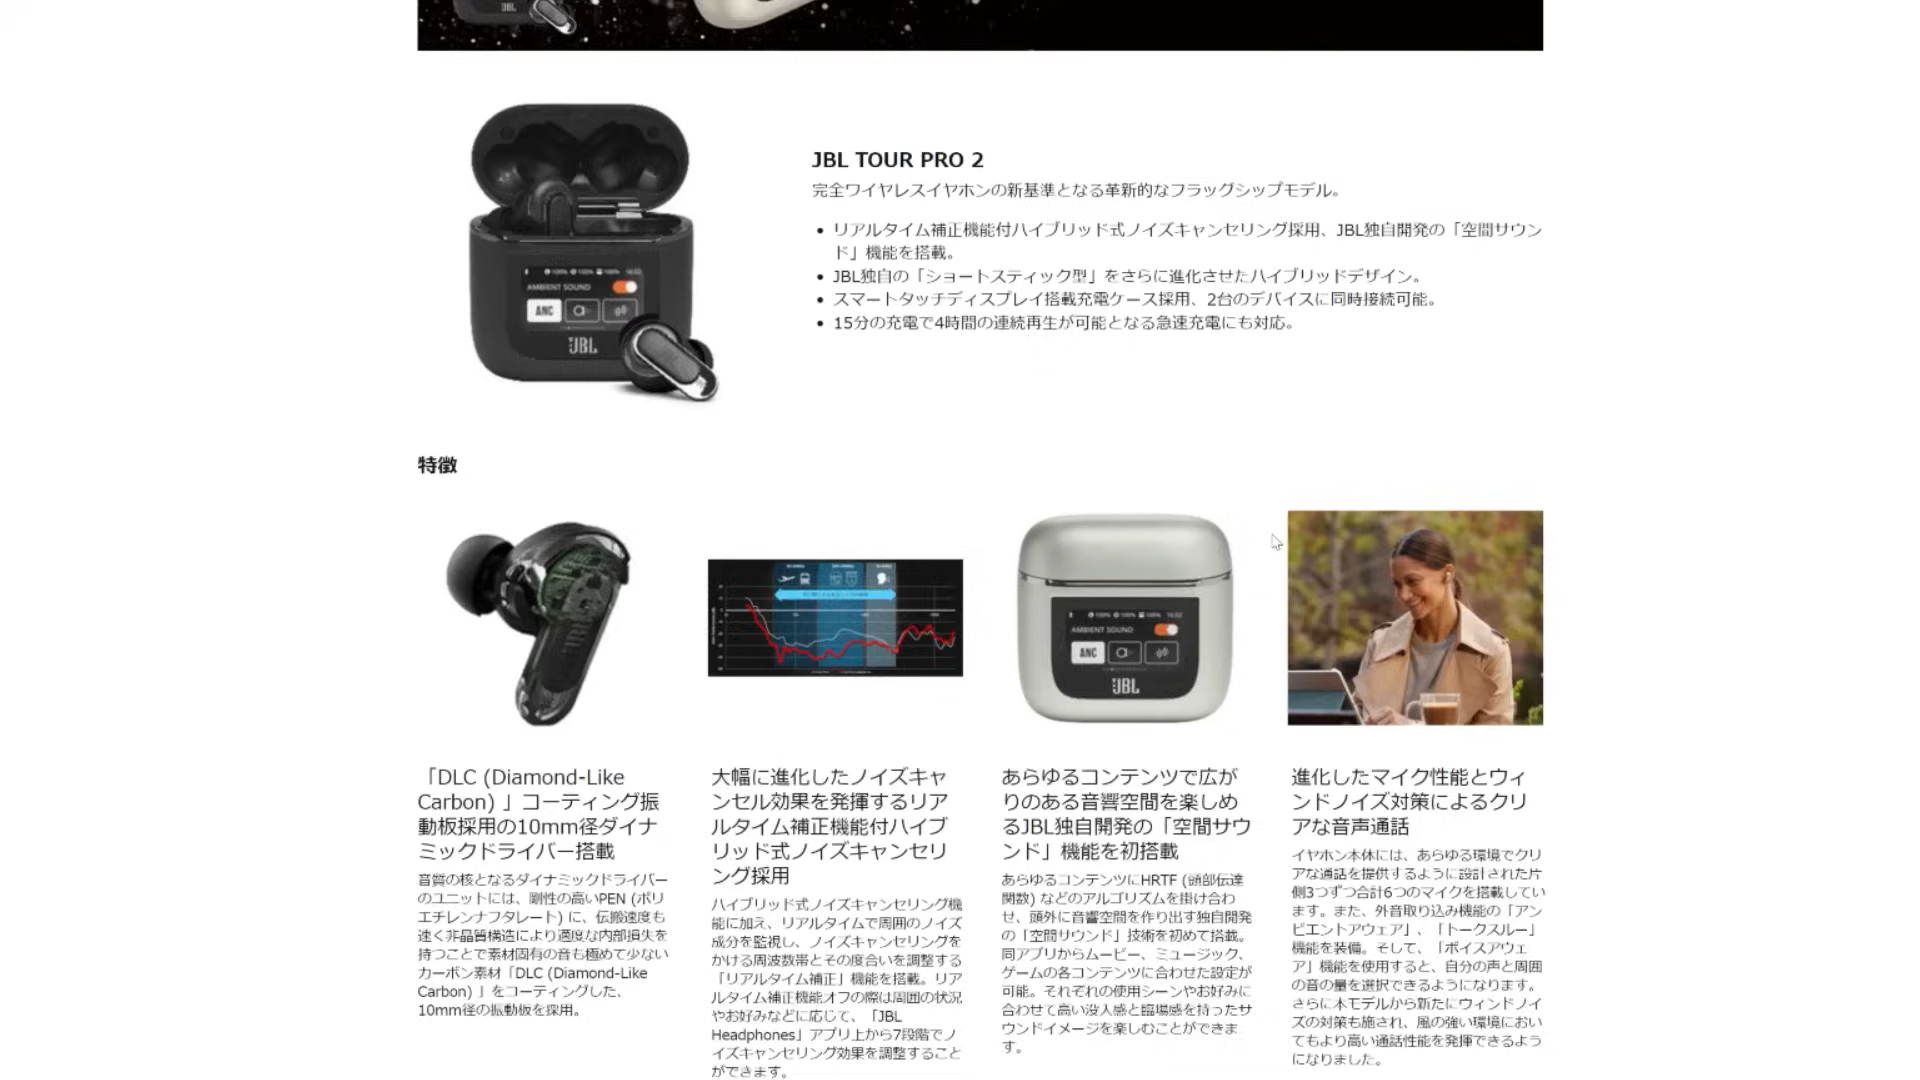 JBL
JBL TOUR PRO 2
完全ワイヤレスイヤホンの新基準となる革新的なフラッグシップモデル。
リアルタイム補正機能付ハイブリッド式ノイズキャンセリング採用、JBL独自開発の「空間サウン
ド」機能を搭載。
JBL独自の「ショートスティック型」をさらに進化させたハイブリッドデザイン。
スマートタッチディスプレイ搭載充電ケース採用、2台のデバイスに同時接続可能。
15分の充電で4時間の連続再生が可能となる急速充電にも対応。
100% 100% 100%
AMBIENT SOUND
ANC
JBL
特徴
100% 100% 100%
AMBIENT SOUND
ANC
JBL
「DLC (Diamond-Like
Carbon) 」コーティング振
動板採用の10mm径ダイナ
ミックドライバー搭載
音質の核となるダイナミックドライバー
のユニットには、剛性の高いPEN (ポリ
エチレンナフタレート) に、伝搬速度も
速く非晶質構造により適度な内部損失を
持つことで素材固有の音も極めて少ない
カーボン素材「DLC (Diamond-Like
Carbon) 」をコーティングした、
10mm径の振動板を採用。
大幅に進化したノイズキャ
ンセル効果を発揮するリア
ルタイム補正機能付ハイブ
リッド式ノイズキャンセリ
ング採用
ハイブリッド式ノイズキャンセリング機
能に加え、リアルタイムで周囲のノイズ
成分を監視し、ノイズキャンセリングを
かける周波数帯とその度合いを調整する
「リアルタイム補正」機能を搭載。リア
ルタイム補正機能オフの際は周囲の状況
やお好みなどに応じて、「JBL
Headphones」アプリ上から7段階でノ
イズキャンセリング効果を調整すること
ができます。
あらゆるコンテンツで広が
りのある音響空間を楽しめ
るJBL独自開発の「空間サウ
ンド」機能を初搭載
あらゆるコンテンツにHRTF (頭部伝達
関数) などのアルゴリズムを掛け合わ
せ、頭外に音響空間を作り出す独自開発
の「空間サウンド」技術を初めて搭載。
同アプリからムービー、ミュージック、
ゲームの各コンテンツに合わせた設定が
可能。それぞれの使用シーンやお好みに
合わせて高い没入感と臨場感を持ったサ
ウンドイメージを楽しむことができま
す。
進化したマイク性能とウィ
ンドノイズ対策によるクリ
アな音声通話
イヤホン本体には、あらゆる環境でクリ
アな通話を提供するように設計された片
側3つずつ合計6つのマイクを搭載してい
ます。また、外音取り込み機能の「アン
ビエントアウェア」、「トークスルー」
機能を装備。そして、「ボイスアウェ
ア」機能を使用すると、自分の声と周囲
の音の量を選択できるようになります。
さらに本モデルから新たにウィンドノイ
ズの対策も施され、風の強い環境におい
てもより高い通話性能を発揮できるよう
になりました。